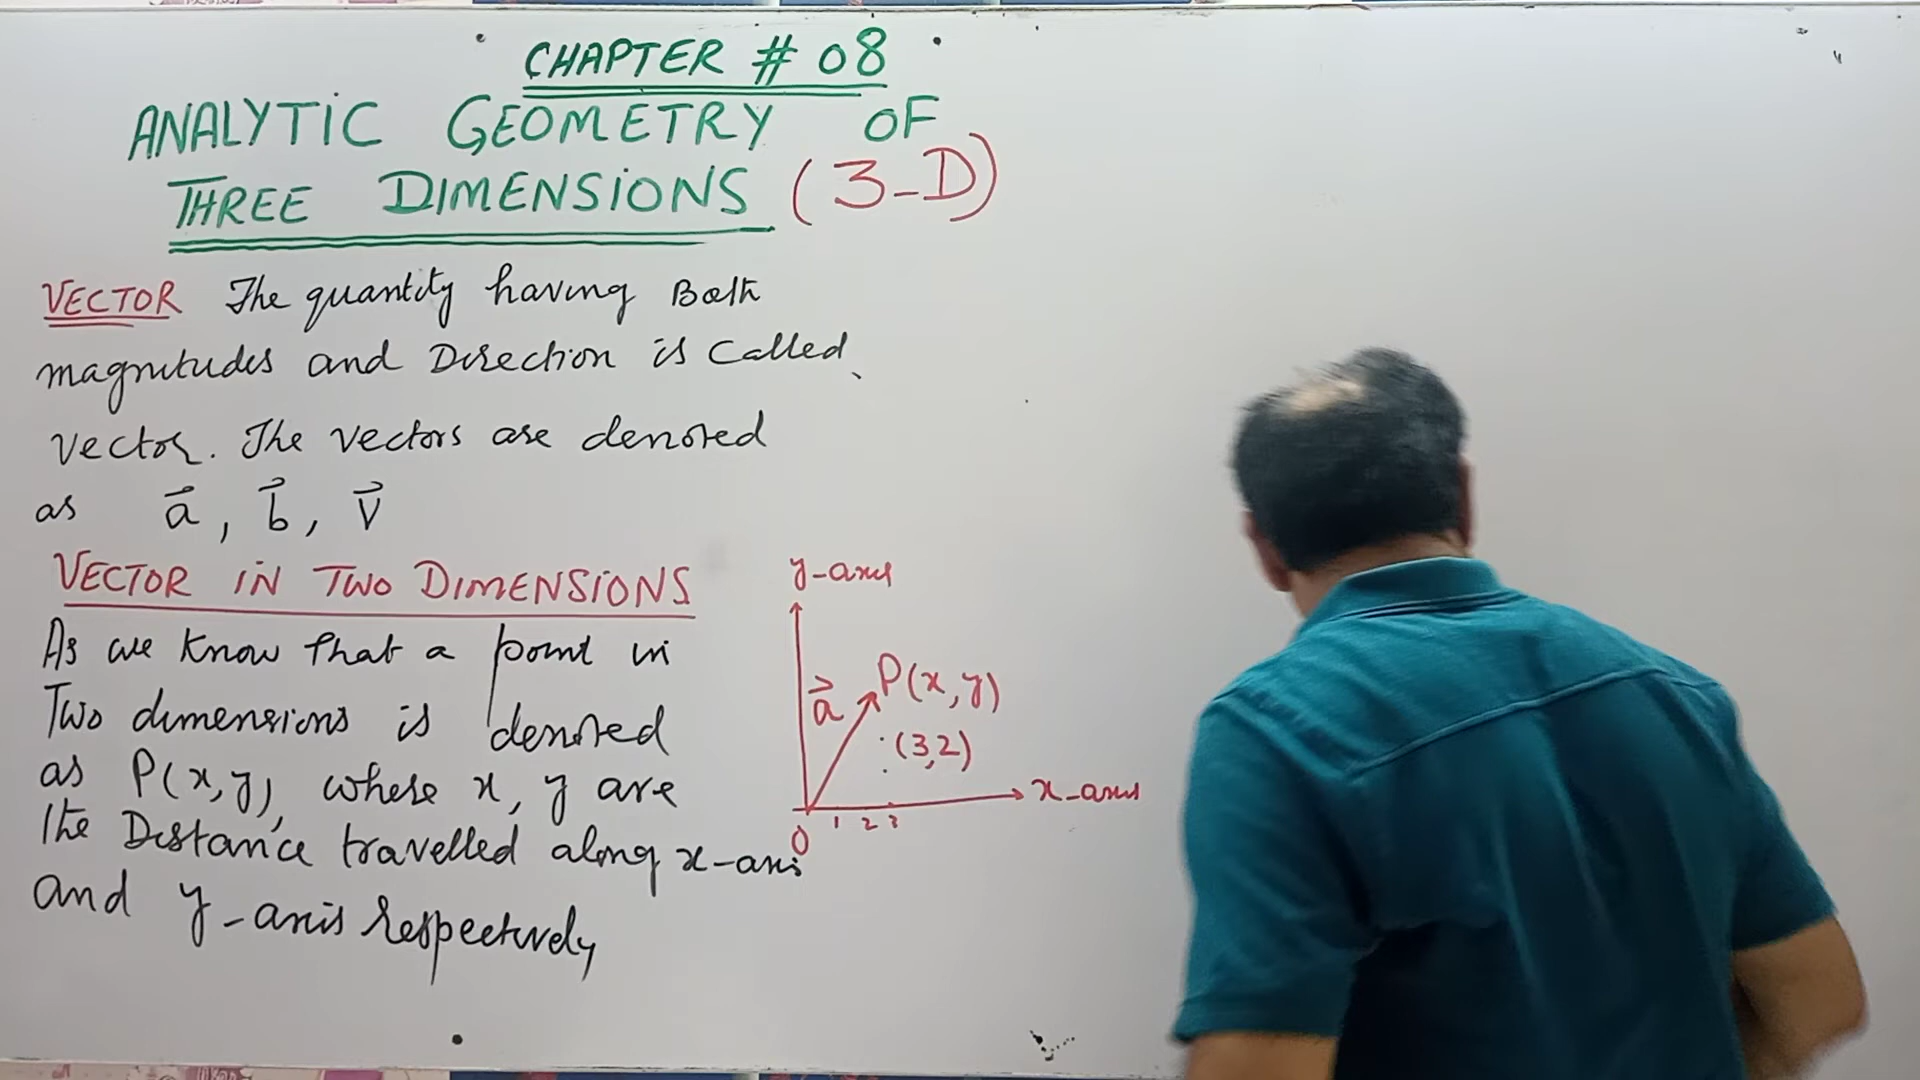 CHAPTER # 08
ANALYTIC GEOMETRY OF
THREE DIMENSIONS (3-D)
VECTOR The quantity having Both
magnitudes and Direction is Called
vector. The vectors are denoted
as a⃗, b⃗, v⃗
VECTOR IN TWO DIMENSIONS
As we know that a point in
Two dimensions is denoted
as P(x,y), where x, y are
the Distance travelled along x-axis
and y-axis respectively
y-axis
a⃗ P(x,y)
(3,2)
x-axis
1 2 3
O